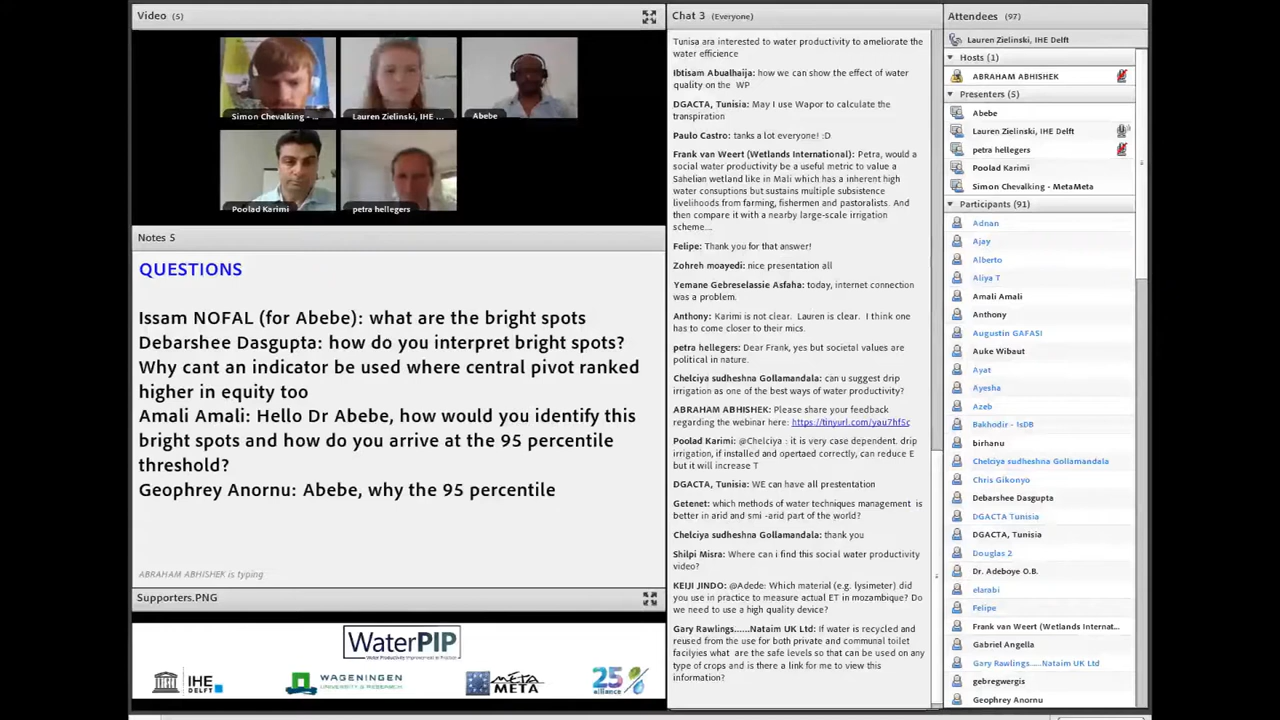 Video (5)
Simon Chevalking - ...
Lauren Zielinski, IHE ...
Abebe
Poolad Karimi
petra hellegers
Notes 5
QUESTIONS
Issam NOFAL (for Abebe): what are the bright spots
Debarshee Dasgupta: how do you interpret bright spots?
Why cant an indicator be used where central pivot ranked
higher in equity too
Amali Amali: Hello Dr Abebe, how would you identify this
bright spots and how do you arrive at the 95 percentile
threshold?
Geophrey Anornu: Abebe, why the 95 percentile
ABRAHAM ABHISHEK is typing
Supporters.PNG
WaterPIP
Water Productivity Improvement in Practice
IHE
DELFT
WAGENINGEN
UNIVERSITY & RESEARCH
META
META
25
alliance
Chat 3 (Everyone)
Tunisa ara interested to water productivity to ameliorate the
water efficience
Ibtisam Abualhaija: how we can show the effect of water
quality on the  WP
DGACTA, Tunisia: May I use Wapor to calculate the
transpiration
Paulo Castro: tanks a lot everyone! :D
Frank van Weert (Wetlands International): Petra, would a
social water productivity be a useful metric to value a
Sahelian wetland like in Mali which has a inherent high
water consuptions but sustains multiple subsistence
livelihoods from farming, fishermen and pastoralists. And
then compare it with a nearby large-scale irrigation
scheme...
Felipe: Thank you for that answer!
Zohreh moayedi: nice presentation all
Yemane Gebreselassie Asfaha: today, internet connection
was a problem.
Anthony: Karimi is not clear.  Lauren is clear.  I think one
has to come closer to their mics.
petra hellegers: Dear Frank, yes but societal values are
political in nature.
Chelciya sudheshna Gollamandala: can u suggest drip
irrigation as one of the best ways of water productivity?
ABRAHAM ABHISHEK: Please share your feedback
regarding the webinar here: https://tinyurl.com/yau7hf5c
Poolad Karimi: @Chelciya : it is very case dependent. drip
irrigation, if installed and opertaed correctly, can reduce E
but it will increase T
DGACTA, Tunisia: WE can have all prestentation
Getenet: which methods of water techniques management  is
better in arid and smi -arid part of the world?
Chelciya sudheshna Gollamandala: thank you
Shilpi Misra: Where can i find this social water productivity
video?
KEIJI JINDO: @Adede: Which material (e.g. lysimeter) did
you use in practice to measure actual ET in mozambique? Do
we need to use a high quality device?
Gary Rawlings......Nataim UK Ltd: If water is recycled and
reused from the use for both private and communal toilet
facilyies what  are the safe levels so that can be used on any
type of crops and is there a link for me to view this
information?
Attendees (97)
Lauren Zielinski, IHE Delft
Hosts (1)
ABRAHAM ABHISHEK
Presenters (5)
Abebe
Lauren Zielinski, IHE Delft
petra hellegers
Poolad Karimi
Simon Chevalking - MetaMeta
Participants (91)
Adnan
Ajay
Alberto
Aliya T
Amali Amali
Anthony
Augustin GAFASI
Auke Wibaut
Ayat
Ayesha
Azeb
Bakhodir - IsDB
birhanu
Chelciya sudheshna Gollamandala
Chris Gikonyo
Debarshee Dasgupta
DGACTA Tunisia
DGACTA, Tunisia
Douglas 2
Dr. Adeboye O.B.
elarabi
Felipe
Frank van Weert (Wetlands Internat...
Gabriel Angella
Gary Rawlings......Nataim UK Ltd
gebregwergis
Geophrey Anornu